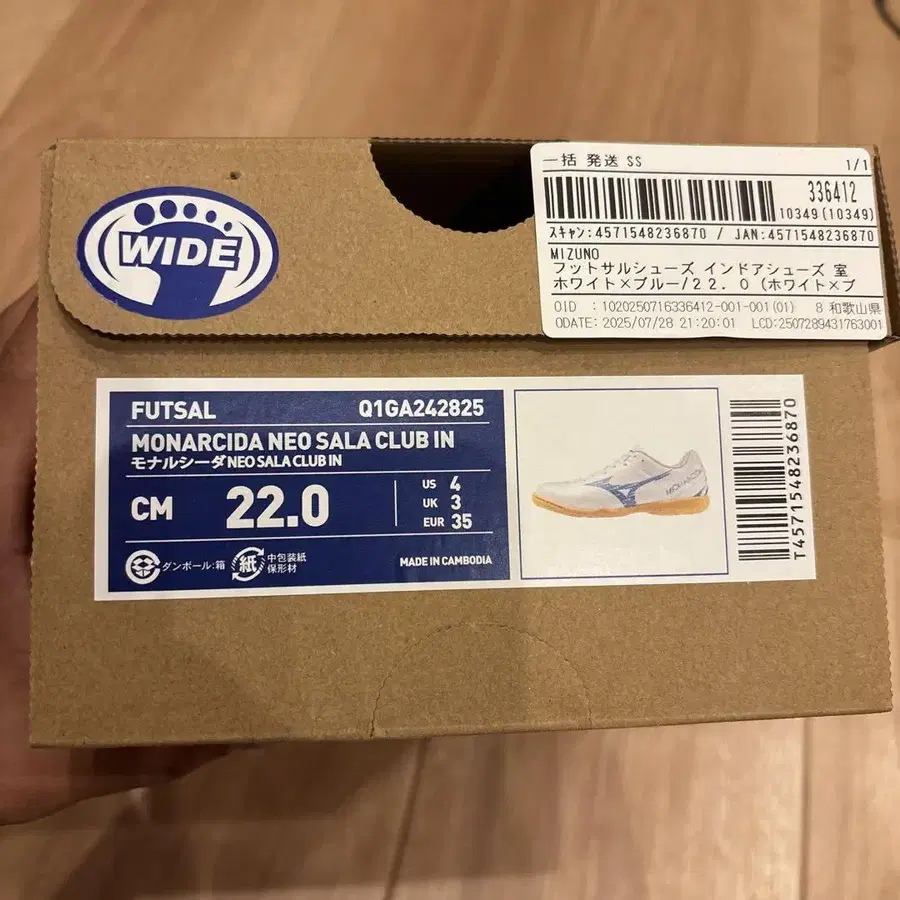 WIDE
一括 発送 SS 1/1
336412
10349(10349)
スキャン:4571548236870 / JAN:4571548236870
MIZUNO
フットサルシューズ インドアシューズ 室
ホワイト×ブルー/22.0 (ホワイト×ブ
OID :1020250716336412-001-001(01) 8 和歌山県
ODATE: 2025/07/28 21:20:01 LCD:2507289431763001
FUTSAL Q1GA242825
MONARCIDA NEO SALA CLUB IN
モナルシーダ NEO SALA CLUB IN
CM 22.0
US 4
UK 3
EUR 35
ダンボール:箱
紙
中包装紙
保形材
MADE IN CAMBODIA
T4571548236870